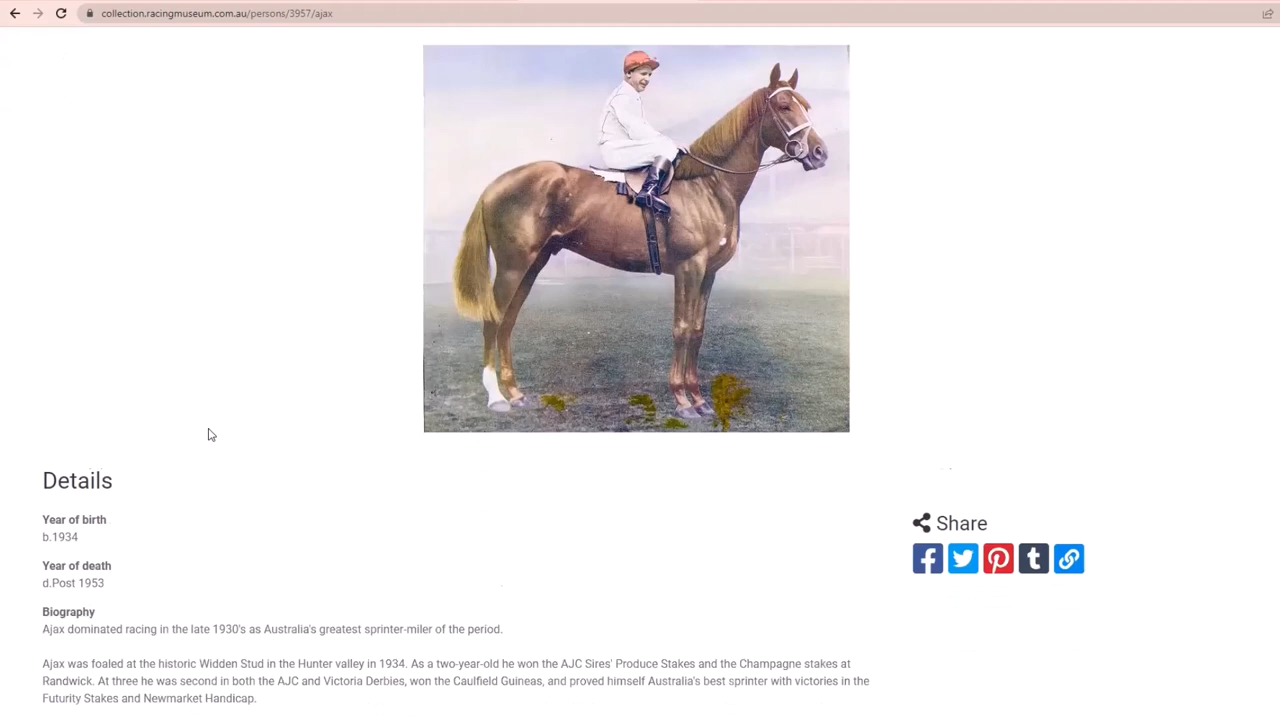 collection.racingmuseum.com.au/persons/3957/ajax
Details
Year of birth
b.1934
Year of death
d.Post 1953
Biography
Ajax dominated racing in the late 1930's as Australia's greatest sprinter-miler of the period.
Ajax was foaled at the historic Widden Stud in the Hunter valley in 1934. As a two-year-old he won the AJC Sires' Produce Stakes and the Champagne stakes at
Randwick. At three he was second in both the AJC and Victoria Derbies, won the Caulfield Guineas, and proved himself Australia's best sprinter with victories in the
Futurity Stakes and Newmarket Handicap.
Share